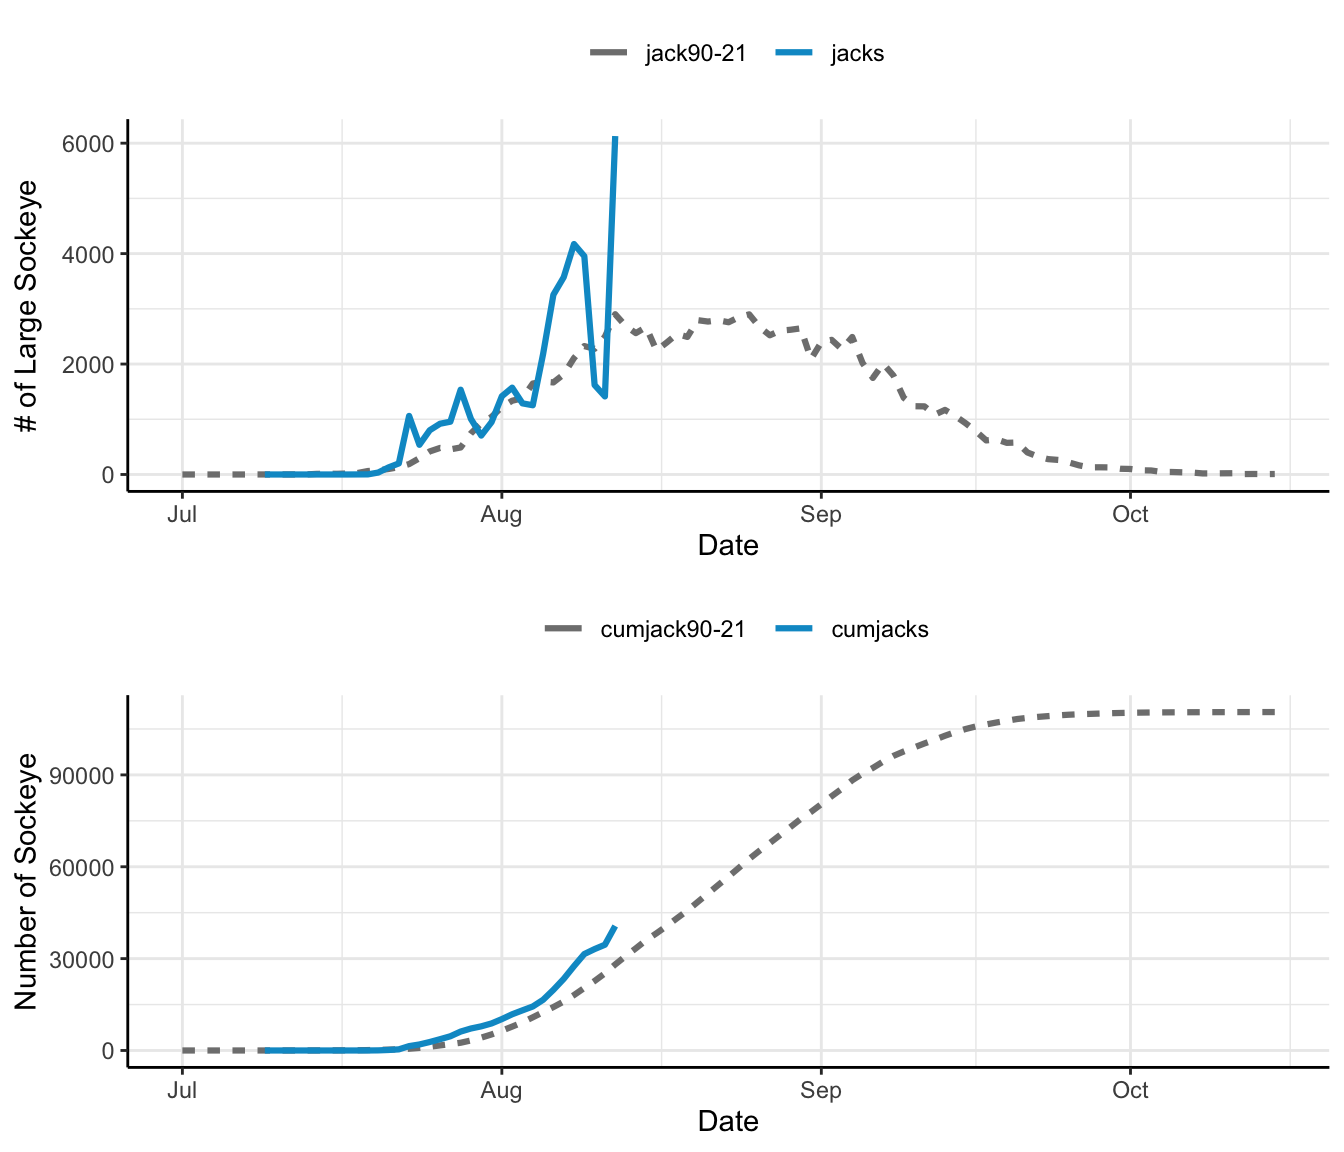 jack90-21 jacks
6000
4000
2000
0
# of Large Sockeye
Jul Aug Sep Oct
Date
cumjack90-21 cumjacks
90000
60000
30000
0
Number of Sockeye
Jul Aug Sep Oct
Date